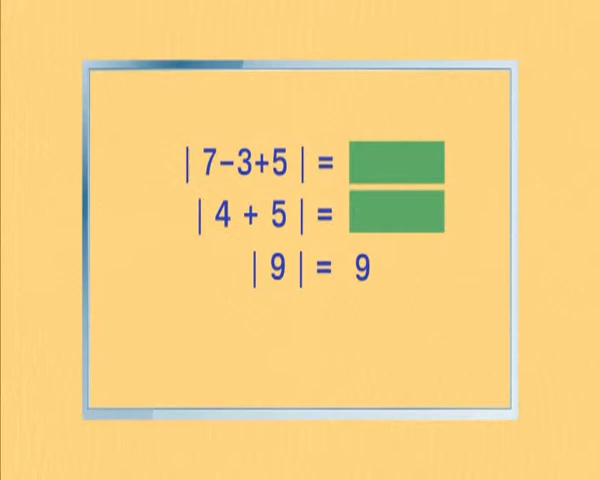 | 7-3+5 | =
| 4 + 5 | =
| 9 | = 9